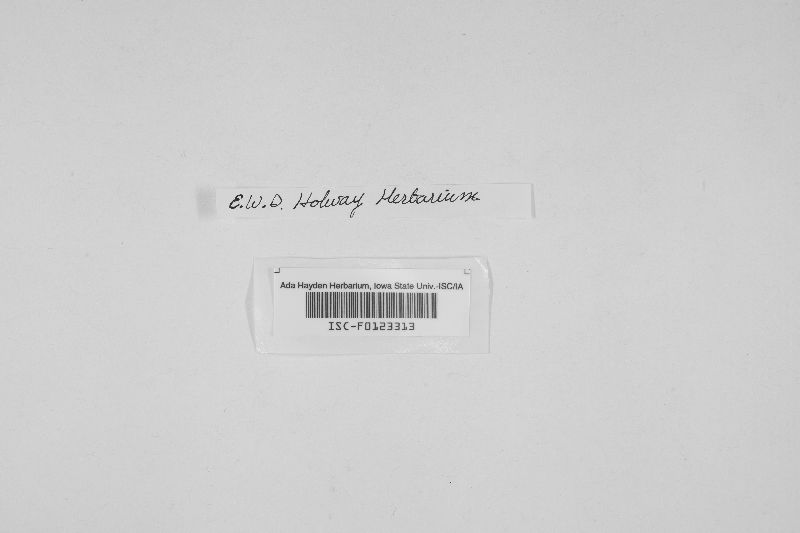 E.W.D. Holway Herbarium
Ada Hayden Herbarium, Iowa State Univ.-ISC/IA
ISC-F0123313